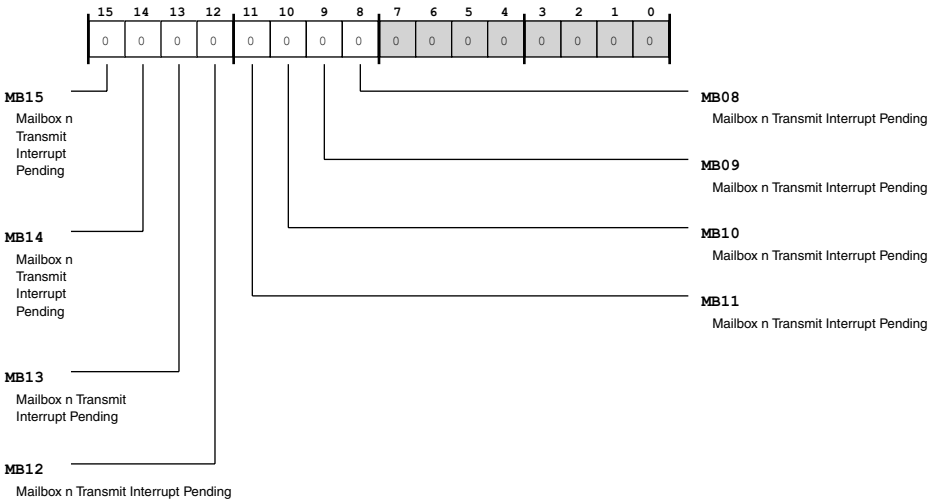 15 14 13 12 11 10 9 8 7 6 5 4 3 2 1 0
0 0 0 0 0 0 0 0 0 0 0 0 0 0 0 0
MB15
Mailbox n
Transmit
Interrupt
Pending
MB14
Mailbox n
Transmit
Interrupt
Pending
MB13
Mailbox n Transmit
Interrupt Pending
MB12
Mailbox n Transmit Interrupt Pending
MB08
Mailbox n Transmit Interrupt Pending
MB09
Mailbox n Transmit Interrupt Pending
MB10
Mailbox n Transmit Interrupt Pending
MB11
Mailbox n Transmit Interrupt Pending